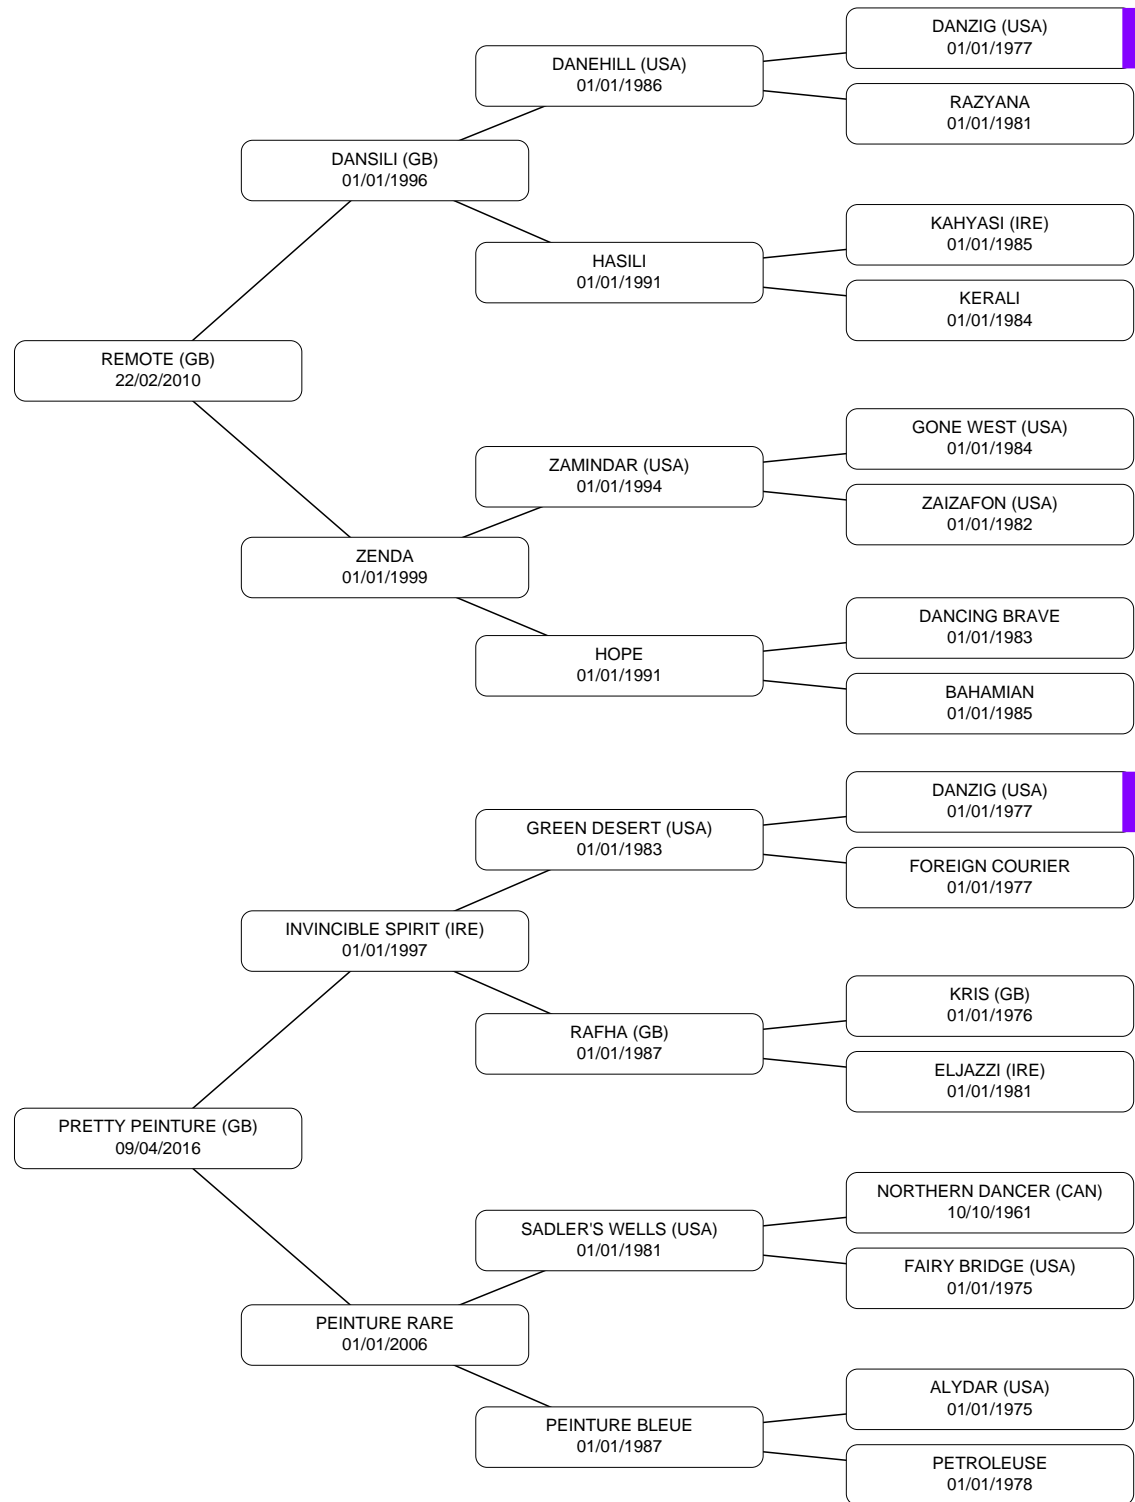 DANZIG (USA)
01/01/1977
DANEHILL (USA)
01/01/1986
RAZYANA
01/01/1981
DANSILI (GB)
01/01/1996
KAHYASI (IRE)
01/01/1985
HASILI
01/01/1991
KERALI
01/01/1984
REMOTE (GB)
22/02/2010
GONE WEST (USA)
01/01/1984
ZAMINDAR (USA)
01/01/1994
ZAIZAFON (USA)
01/01/1982
ZENDA
01/01/1999
DANCING BRAVE
01/01/1983
HOPE
01/01/1991
BAHAMIAN
01/01/1985
DANZIG (USA)
01/01/1977
GREEN DESERT (USA)
01/01/1983
FOREIGN COURIER
01/01/1977
INVINCIBLE SPIRIT (IRE)
01/01/1997
KRIS (GB)
01/01/1976
RAFHA (GB)
01/01/1987
ELJAZZI (IRE)
01/01/1981
PRETTY PEINTURE (GB)
09/04/2016
NORTHERN DANCER (CAN)
10/10/1961
SADLER'S WELLS (USA)
01/01/1981
FAIRY BRIDGE (USA)
01/01/1975
PEINTURE RARE
01/01/2006
ALYDAR (USA)
01/01/1975
PEINTURE BLEUE
01/01/1987
PETROLEUSE
01/01/1978